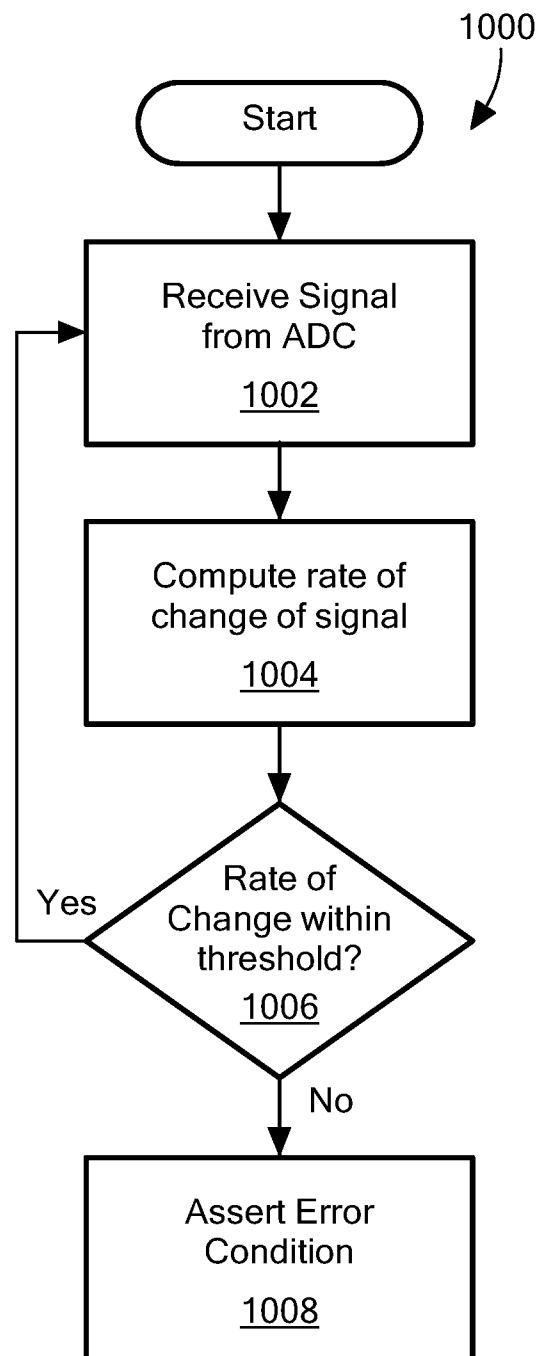 1000
Start
Receive Signal
from ADC
1002
Compute rate of
change of signal
1004
Yes
Rate of
Change within
threshold?
1006
No
Assert Error
Condition
1008